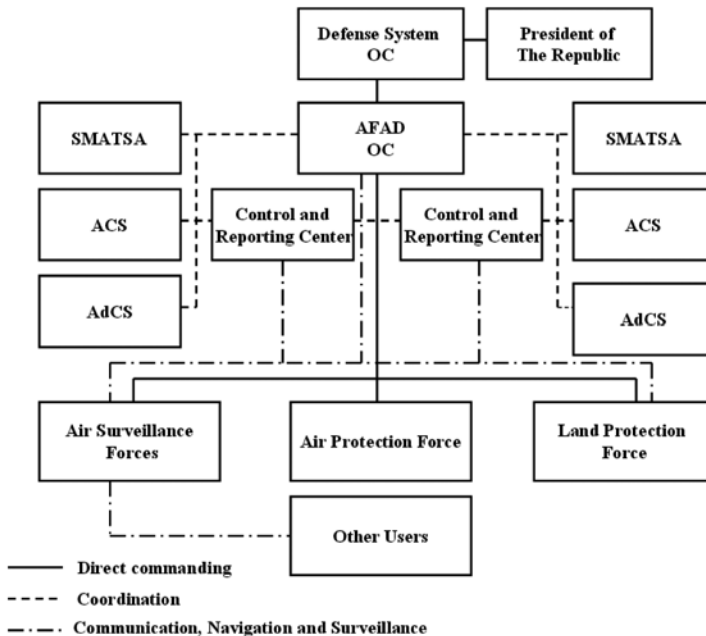 Defense System
OC
President of
The Republic
SMATSA
AFAD
OC
SMATSA
ACS
Control and
Reporting Center
Control and
Reporting Center
ACS
AdCS
AdCS
Air Surveillance
Forces
Air Protection Force
Land Protection
Force
Other Users
Direct commanding
Coordination
Communication, Navigation and Surveillance